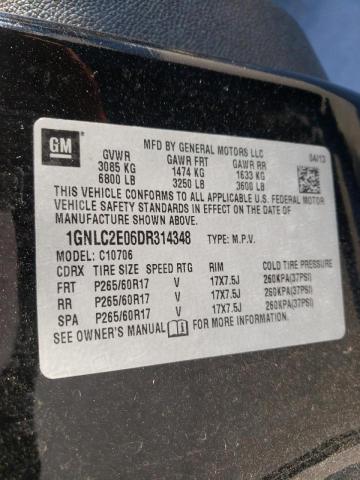 GM
MFD BY GENERAL MOTORS LLC 04/13
GVWR GAWR FRT GAWR RR
3085 KG 1474 KG 1633 KG
6800 LB 3250 LB 3600 LB
THIS VEHICLE CONFORMS TO ALL APPLICABLE U.S. FEDERAL MOTOR
VEHICLE SAFETY STANDARDS IN EFFECT ON THE DATE OF
MANUFACTURE SHOWN ABOVE.
1GNLC2E06DR314348 TYPE: M.P.V.
MODEL: C10706
CDRX TIRE SIZE SPEED RTG RIM COLD TIRE PRESSURE
FRT P265/60R17 V 17X7.5J 260KPA(37PSI)
RR P265/60R17 V 17X7.5J 260KPA(37PSI)
SPA P265/60R17 V 17X7.5J 260KPA(37PSI)
SEE OWNER'S MANUAL FOR MORE INFORMATION.